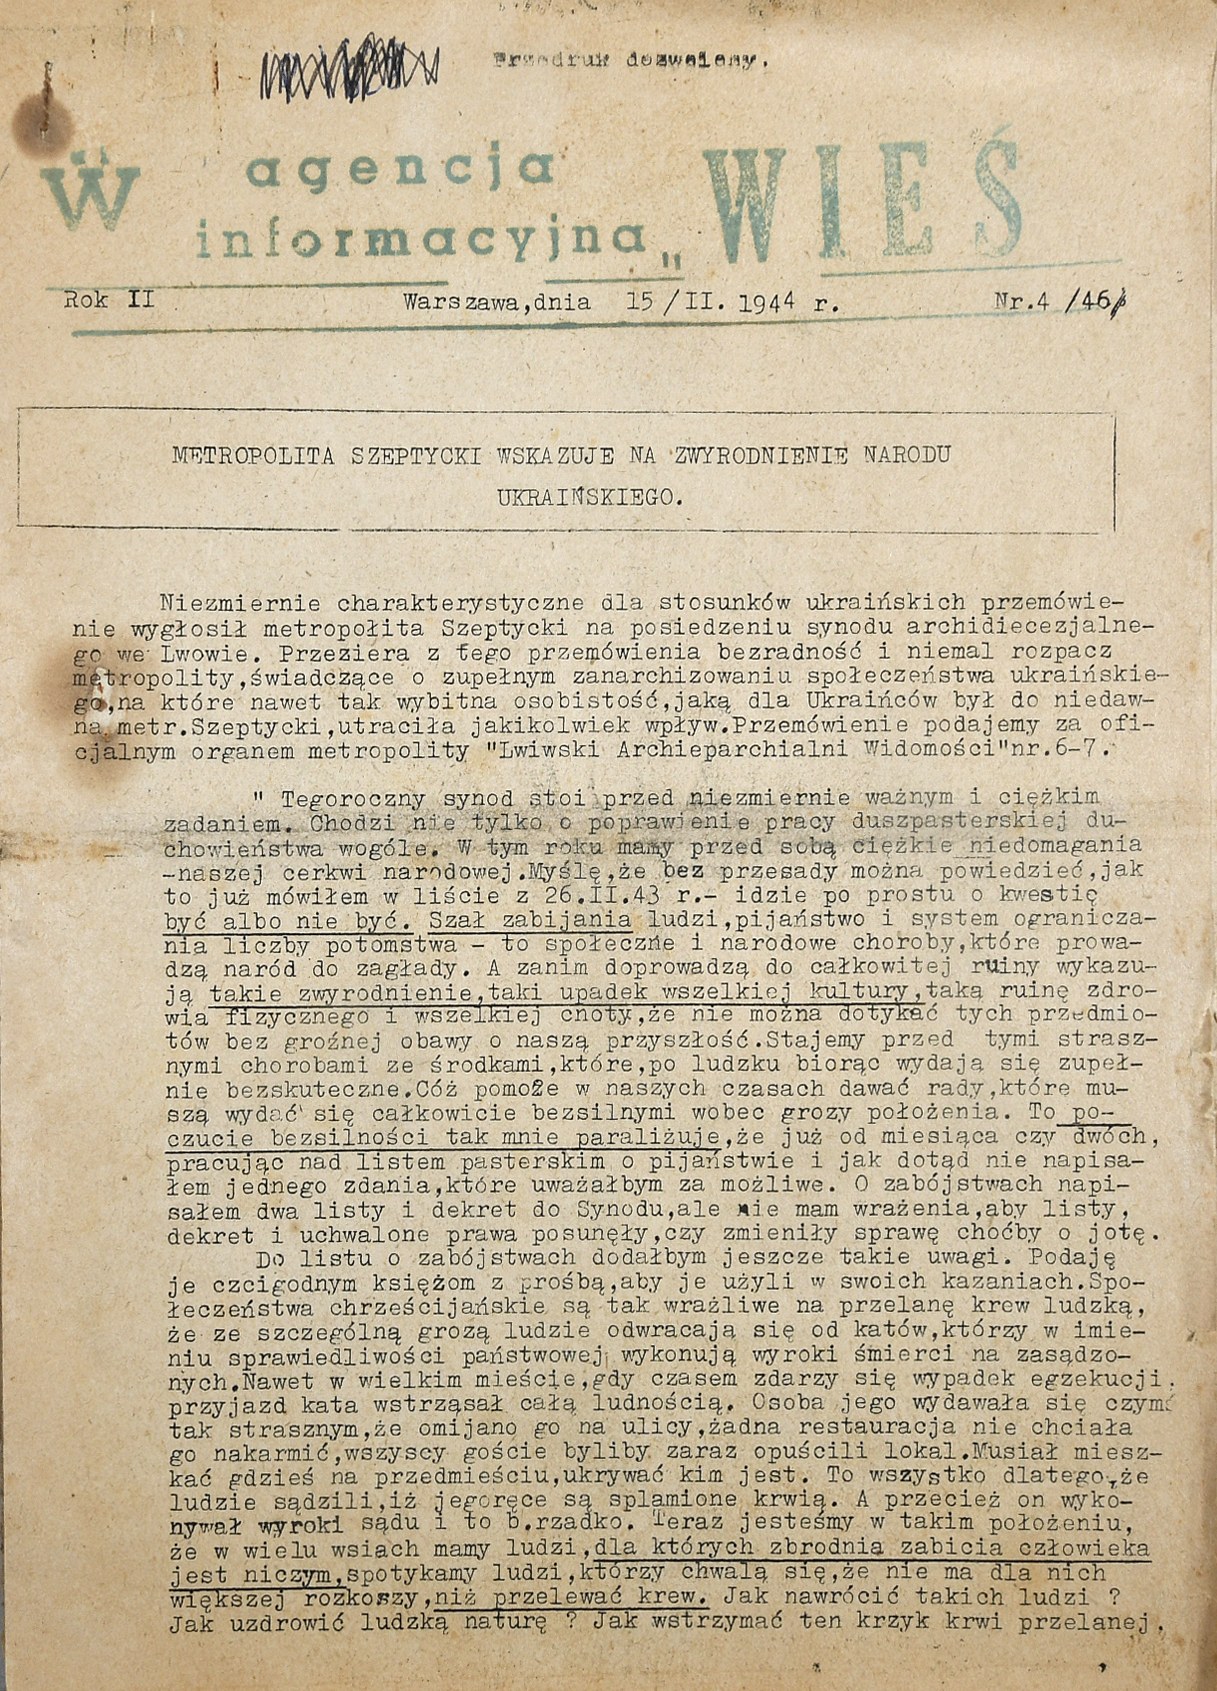 Przedruk dozwolony.
W agencja
informacyjna „WIEŚ
Rok II Warszawa,dnia 15/II. 1944 r. Nr.4 /46/
METROPOLITA SZEPTYCKI WSKAZUJE NA ZWYRODNIENIE NARODU
UKRAIŃSKIEGO.
Niezmiernie charakterystyczne dla stosunków ukraińskich przemówie-
nie wygłosił metropolita Szeptycki na posiedzeniu synodu archidiecezjalne-
go we Lwowie. Przeziera z tego przemówienia bezradność i niemal rozpacz
metropolity,świadczące o zupełnym zanarchizowaniu społeczeństwa ukraińskie-
go,na które nawet tak wybitna osobistość,jaką dla Ukraińców był do niedaw-
na metr.Szeptycki,utraciła jakikolwiek wpływ.Przemówienie podajemy za ofi-
cjalnym organem metropolity "Lwiwski Archieparchialni Widomości"nr.6-7.
" Tegoroczny synod stoi przed niezmiernie ważnym i ciężkim
zadaniem. Chodzi nie tylko o poprawienie pracy duszpasterskiej du-
chowieństwa wogóle. W tym roku mamy przed sobą ciężkie niedomagania
-naszej cerkwi narodowej.Myślę,że bez przesady można powiedzieć,jak
to już mówiłem w liście z 26.II.43 r.- idzie po prostu o kwestię
być albo nie być. Szał zabijania ludzi,pijaństwo i system ogranicza-
nia liczby potomstwa - to społeczne i narodowe choroby,które prowa-
dzą naród do zagłady. A zanim doprowadzą do całkowitej ruiny wykazu-
ją takie zwyrodnienie,taki upadek wszelkiej kultury,taką ruinę zdro-
wia fizycznego i wszelkiej cnoty,że nie można dotykać tych przedmio-
tów bez groźnej obawy o naszą przyszłość.Stajemy przed tymi strasz-
nymi chorobami ze środkami,które,po ludzku biorąc wydają się zupeł-
nie bezskuteczne.Cóż pomoże w naszych czasach dawać rady,które mu-
szą wydać się całkowicie bezsilnymi wobec grozy położenia. To po-
czucie bezsilności tak mnie paraliżuje,że już od miesiąca czy dwóch,
pracując nad listem pasterskim o pijaństwie i jak dotąd nie napisa-
łem jednego zdania,które uważałbym za możliwe. O zabójstwach napi-
sałem dwa listy i dekret do Synodu,ale nie mam wrażenia,aby listy,
dekret i uchwalone prawa posunęły,czy zmieniły sprawę choćby o jotę.
Do listu o zabójstwach dodałbym jeszcze takie uwagi. Podaję
je czcigodnym księżom z prośbą,aby je użyli w swoich kazaniach.Spo-
łeczeństwa chrześcijańskie są tak wrażliwe na przelanę krew ludzką,
że ze szczególną grozą ludzie odwracają się od katów,którzy w imie-
niu sprawiedliwości państwowej wykonują wyroki śmierci na zasądzo-
nych.Nawet w wielkim mieście,gdy czasem zdarzy się wypadek egzekucji.
przyjazd kata wstrząsał całą ludnością. Osoba jego wydawała się czymś
tak strasznym,że omijano go na ulicy,żadna restauracja nie chciała
go nakarmić,wszyscy goście byliby zaraz opuścili lokal.Musiał miesz-
kać gdzieś na przedmieściu,ukrywać kim jest. To wszystko dlatego,że
ludzie sądzili,iż jegoręce są splamione krwią. A przecież on wyko-
nywał wyroki sądu i to b.rzadko. Teraz jesteśmy w takim położeniu,
że w wielu wsiach mamy ludzi,dla których zbrodnia zabicia człowieka
jest niczym,spotykamy ludzi,którzy chwalą się,że nie ma dla nich
większej rozkoszy,niż przelewać krew. Jak nawrócić takich ludzi ?
Jak uzdrowić ludzką naturę ? Jak wstrzymać ten krzyk krwi przelanej.